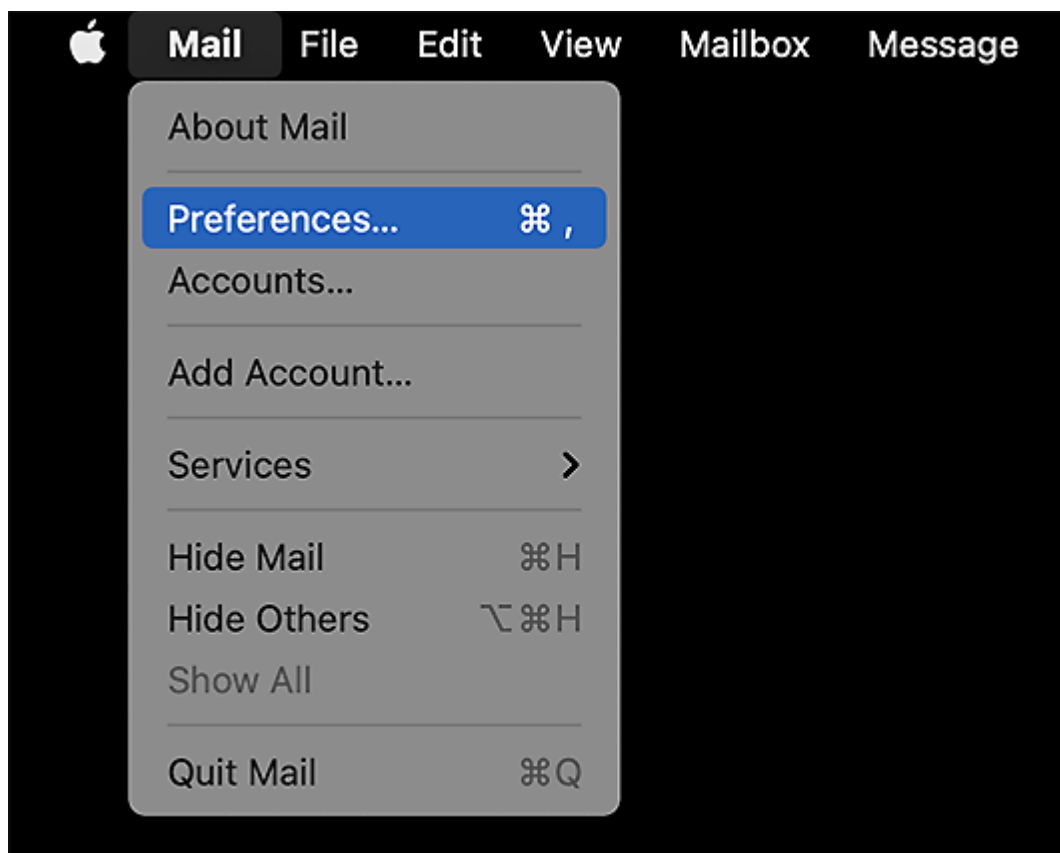 Mail File Edit View Mailbox Message
About Mail
Preferences... ⌘ ,
Accounts...
Add Account...
Services
Hide Mail ⌘H
Hide Others ⌥⌘H
Show All
Quit Mail ⌘Q